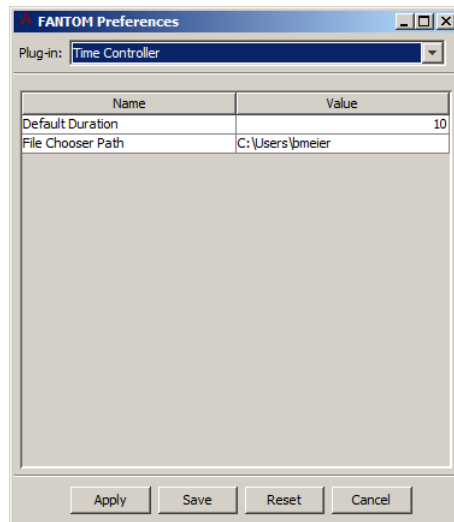 FANTOM Preferences
Plug-in: Time Controller
Name Value
Default Duration 10
File Chooser Path C:\Users\bmeier
Apply Save Reset Cancel